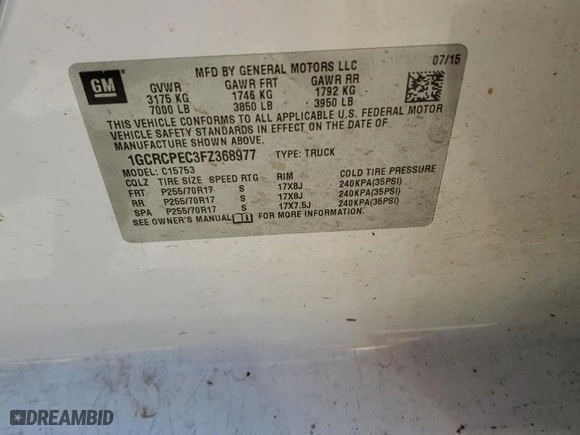 GM
MFD BY GENERAL MOTORS LLC 07/15
GVWR GAWR FRT GAWR RR
3175 KG 1746 KG 1792 KG
7000 LB 3850 LB 3950 LB
THIS VEHICLE CONFORMS TO ALL APPLICABLE U.S. FEDERAL MOTOR
VEHICLE SAFETY STANDARDS IN EFFECT ON THE DATE OF
MANUFACTURE SHOWN ABOVE.
1GCRCPEC3FZ368977 TYPE: TRUCK
MODEL: C15753
CQLZ TIRE SIZE SPEED RTG RIM COLD TIRE PRESSURE
FRT P255/70R17 S 17X8J 240KPA(35PSI)
RR P255/70R17 S 17X8J 240KPA(35PSI)
SPA P255/70R17 S 17X7.5J 240KPA(35PSI)
SEE OWNER'S MANUAL FOR MORE INFORMATION.
DREAMBID